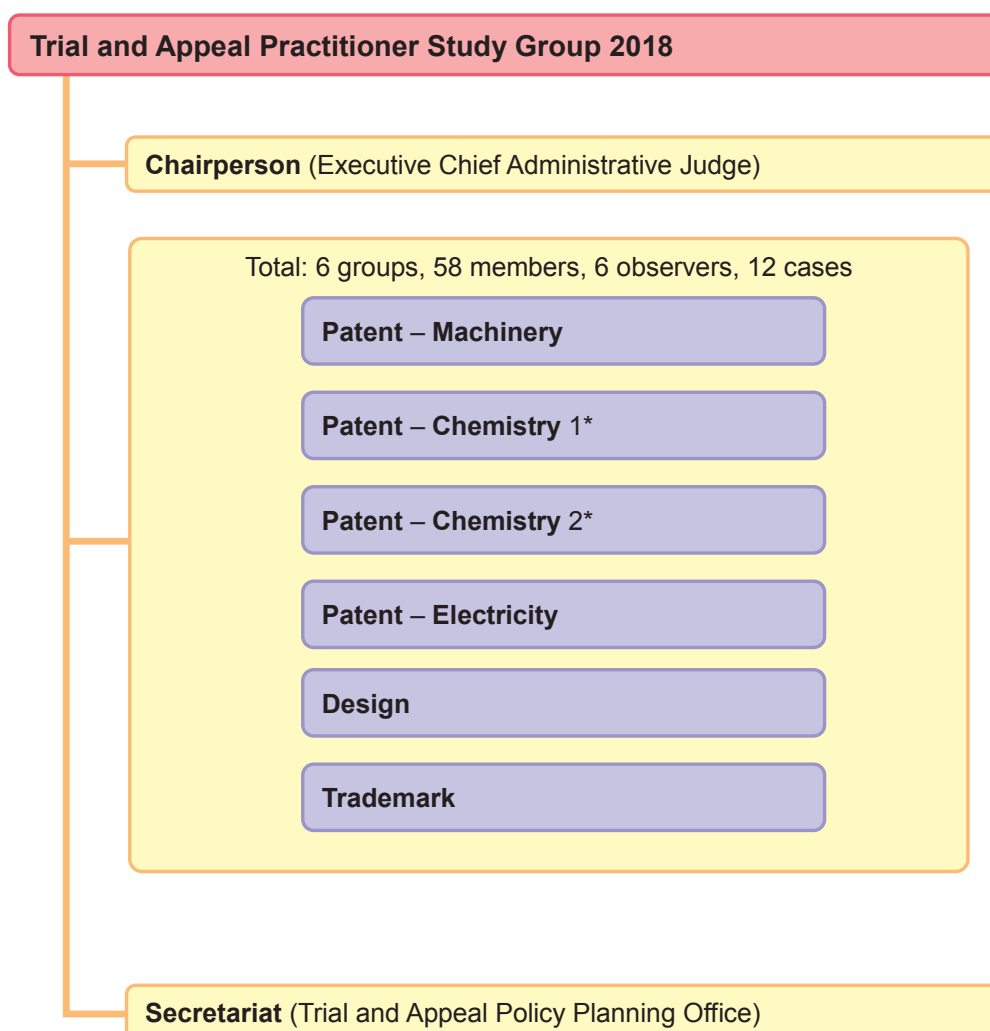 Trial and Appeal Practitioner Study Group 2018
Chairperson (Executive Chief Administrative Judge)
Total: 6 groups, 58 members, 6 observers, 12 cases
Patent – Machinery
Patent – Chemistry 1*
Patent – Chemistry 2*
Patent – Electricity
Design
Trademark
Secretariat (Trial and Appeal Policy Planning Office)